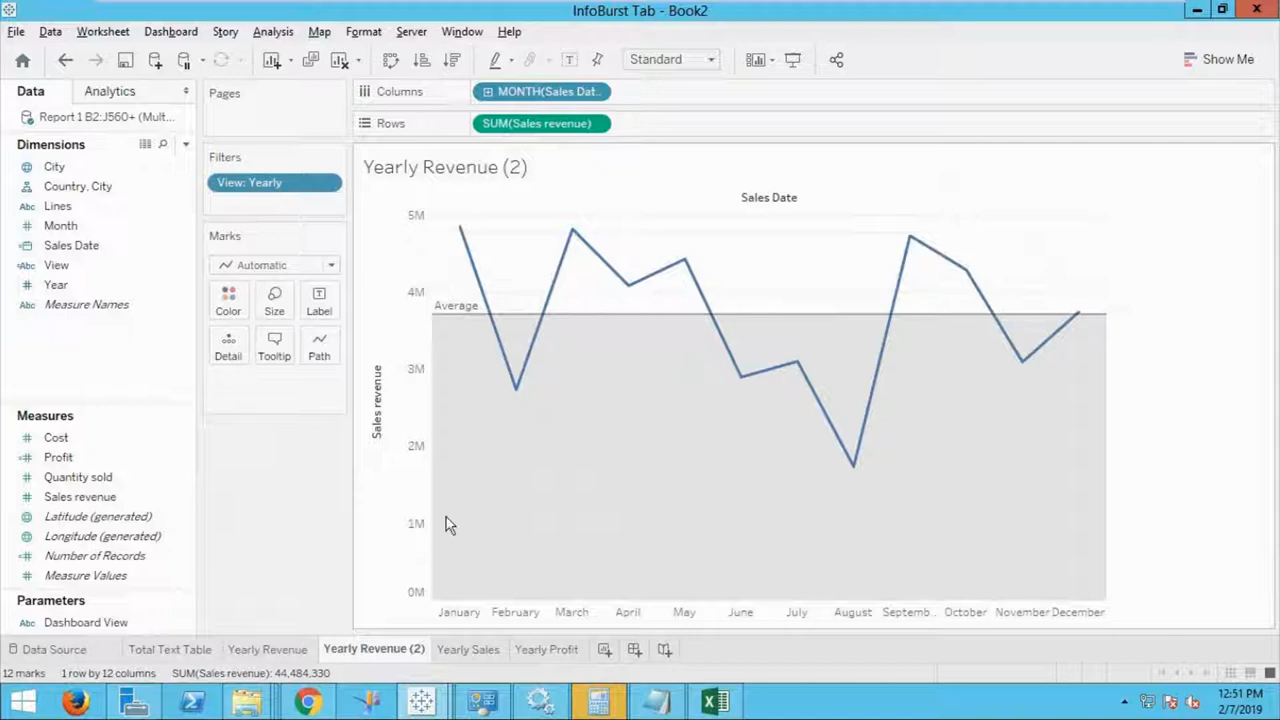 InfoBurst Tab - Book2
File Data Worksheet Dashboard Story Analysis Map Format Server Window Help
Standard
Show Me
Data Analytics
Report 1 B2:J560+ (Mult...
Dimensions
City
Country, City
Abc Lines
Month
Sales Date
Abc View
Year
Abc Measure Names
Measures
# Cost
# Profit
# Quantity sold
# Sales revenue
Latitude (generated)
Longitude (generated)
Number of Records
# Measure Values
Parameters
Abc Dashboard View
Pages
Filters
View: Yearly
Marks
Automatic
Color Size Label
Detail Tooltip Path
Columns MONTH(Sales Dat..
Rows SUM(Sales revenue)
Yearly Revenue (2)
Sales Date
5M
4M
3M
2M
1M
0M
Average
Sales revenue
January February March April May June July August Septemb.. October November December
Data Source Total Text Table Yearly Revenue Yearly Revenue (2) Yearly Sales Yearly Profit
12 marks 1 row by 12 columns SUM(Sales revenue): 44,484,330
12:51 PM
2/7/2019